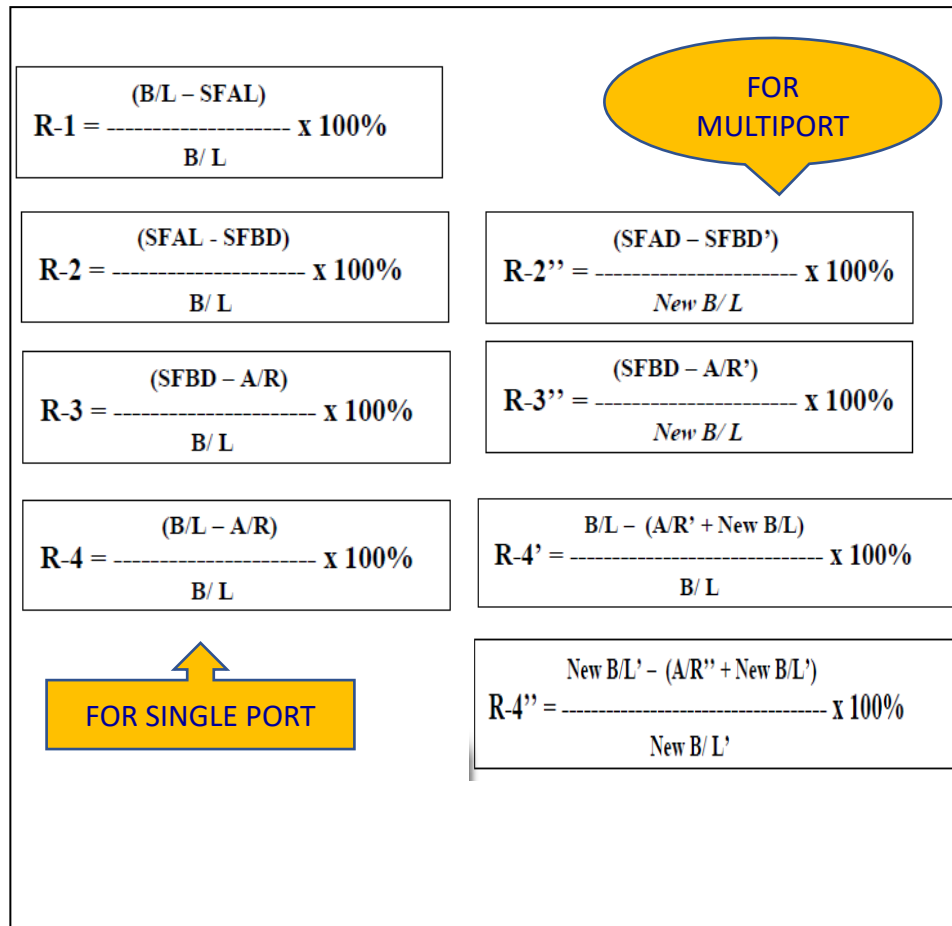 (B/L – SFAL)
R-1 = -------------------- x 100%
B/ L
FOR
MULTIPORT
(SFAL - SFBD)
R-2 = --------------------- x 100%
B/ L
(SFAD – SFBD’)
R-2’’ = ---------------------- x 100%
New B/ L
(SFBD – A/R)
R-3 = ---------------------- x 100%
B/ L
(SFBD – A/R’)
R-3’’ = ---------------------- x 100%
New B/ L
(B/L – A/R)
R-4 = ---------------------- x 100%
B/ L
B/L – (A/R’ + New B/L)
R-4’ = ------------------------------- x 100%
B/ L
FOR SINGLE PORT
New B/L’ – (A/R’’ + New B/L’)
R-4’’ = ----------------------------------- x 100%
New B/ L’